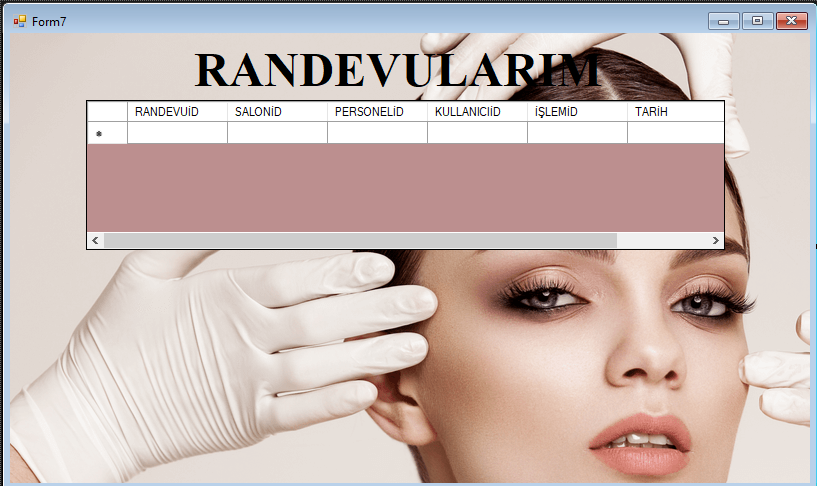 Form7
RANDEVULARIM
RANDEVUİD SALONİD PERSONELİD KULLANICIİD İŞLEMİD TARİH